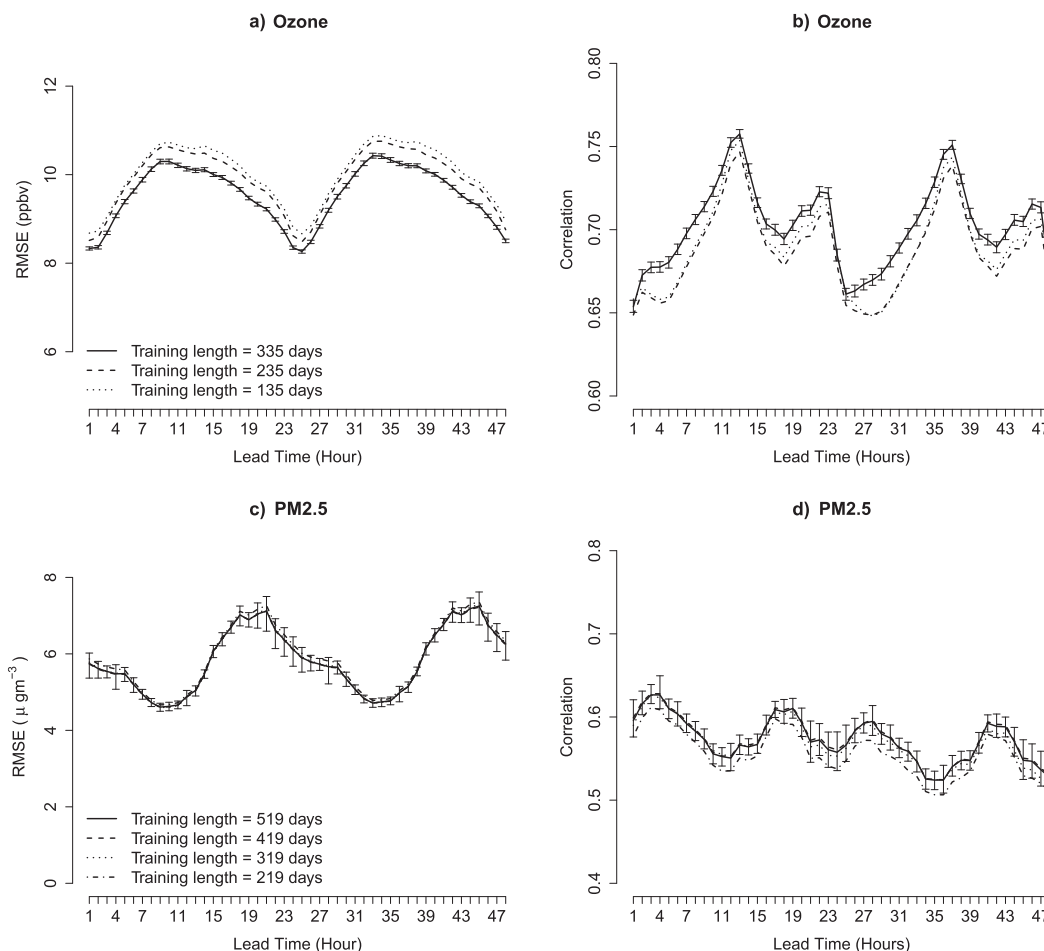 a) Ozone
RMSE (ppbv)
12
10
8
6
Training length = 335 days
Training length = 235 days
Training length = 135 days
1 4 7 11 15 19 23 27 31 35 39 43 47
Lead Time (Hour)
b) Ozone
Correlation
0.80
0.75
0.70
0.65
0.60
1 4 7 11 15 19 23 27 31 35 39 43 47
Lead Time (Hours)
c) PM2.5
RMSE ( μ gm⁻³ )
8
6
4
2
0
Training length = 519 days
Training length = 419 days
Training length = 319 days
Training length = 219 days
1 4 7 11 15 19 23 27 31 35 39 43 47
Lead Time (Hour)
d) PM2.5
Correlation
0.8
0.7
0.6
0.5
0.4
1 4 7 11 15 19 23 27 31 35 39 43 47
Lead Time (Hours)